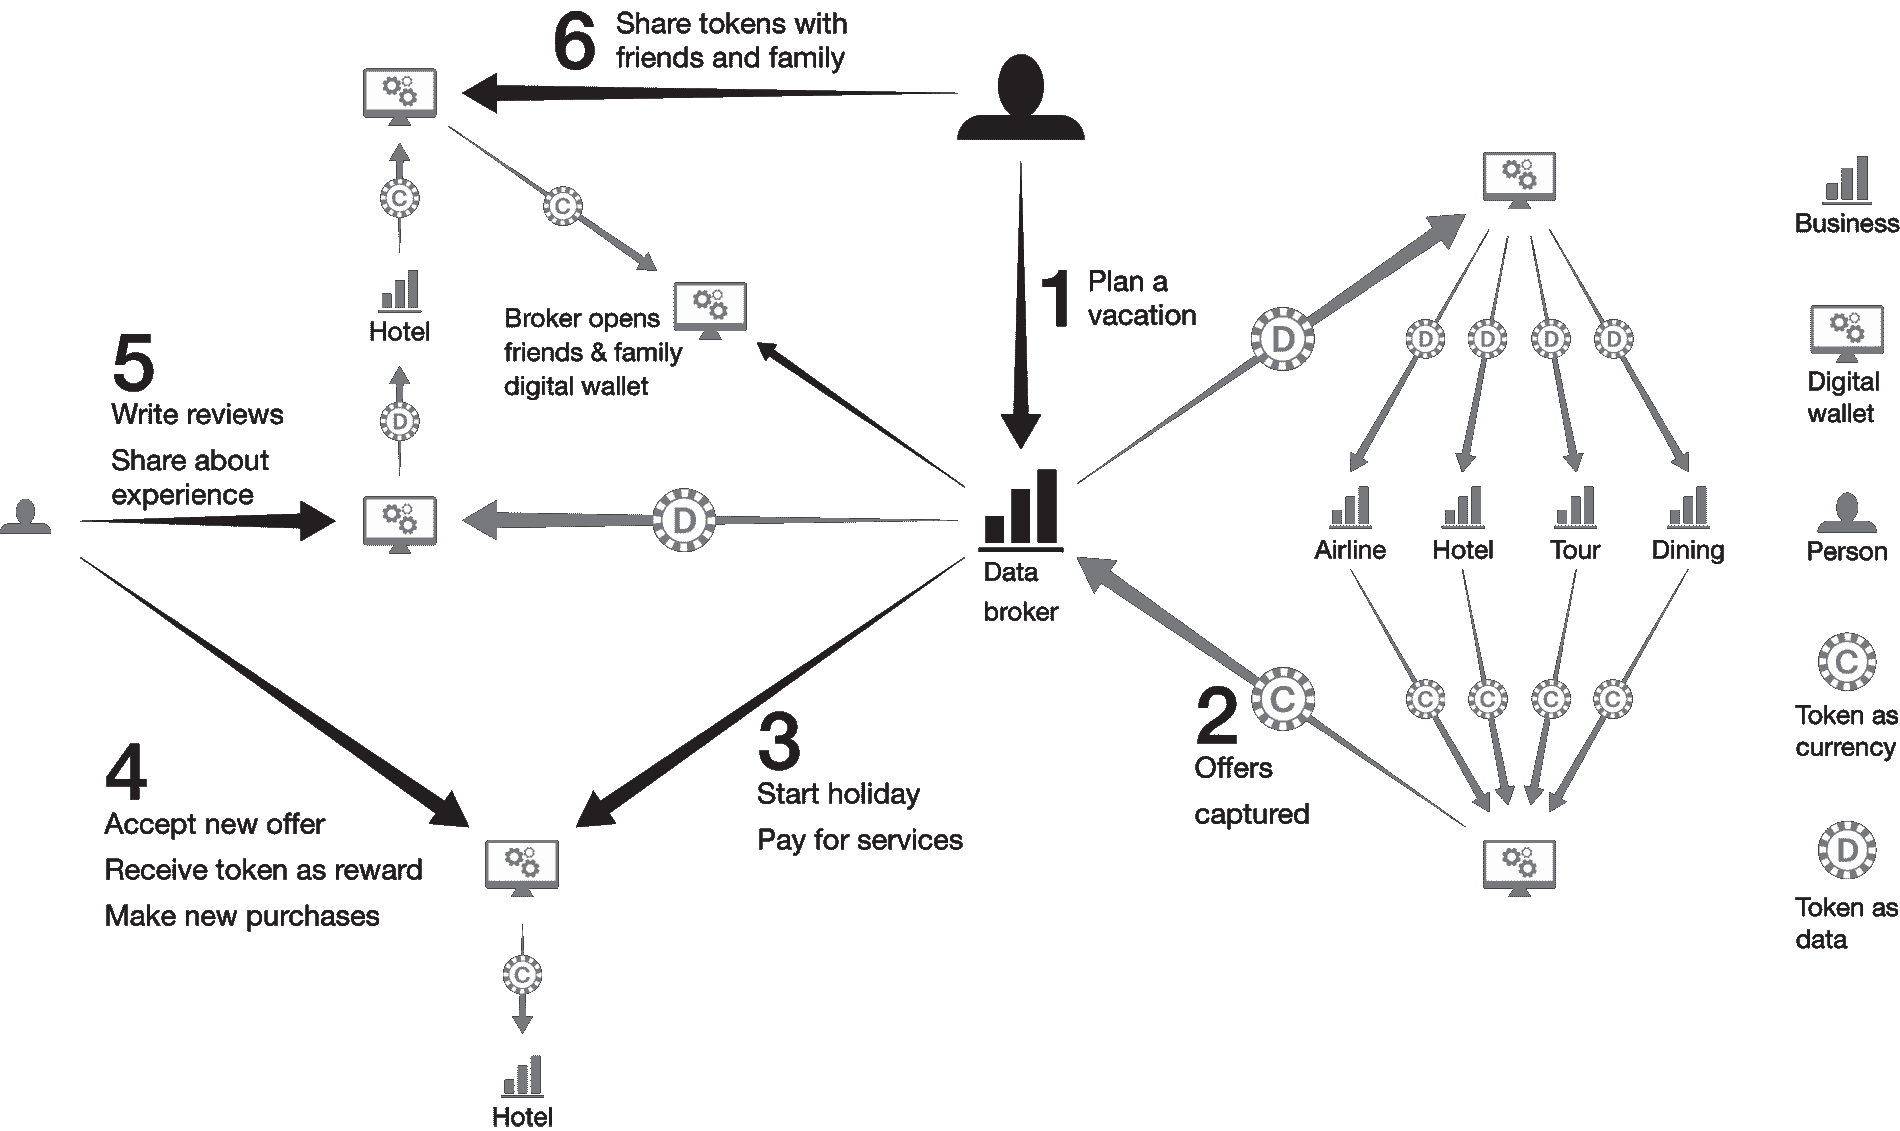 6
Share tokens with
friends and family
1
Plan a
vacation
Business
C
C
Hotel
Broker opens
friends & family
digital wallet
D
D
D
D
D
Digital
wallet
5
Write reviews
Share about
experience
D
D
Data
broker
Airline
Hotel
Tour
Dining
Person
C
Token as
currency
2
Offers
captured
C
C
C
C
C
3
Start holiday
Pay for services
4
Accept new offer
Receive token as reward
Make new purchases
D
Token as
data
C
Hotel